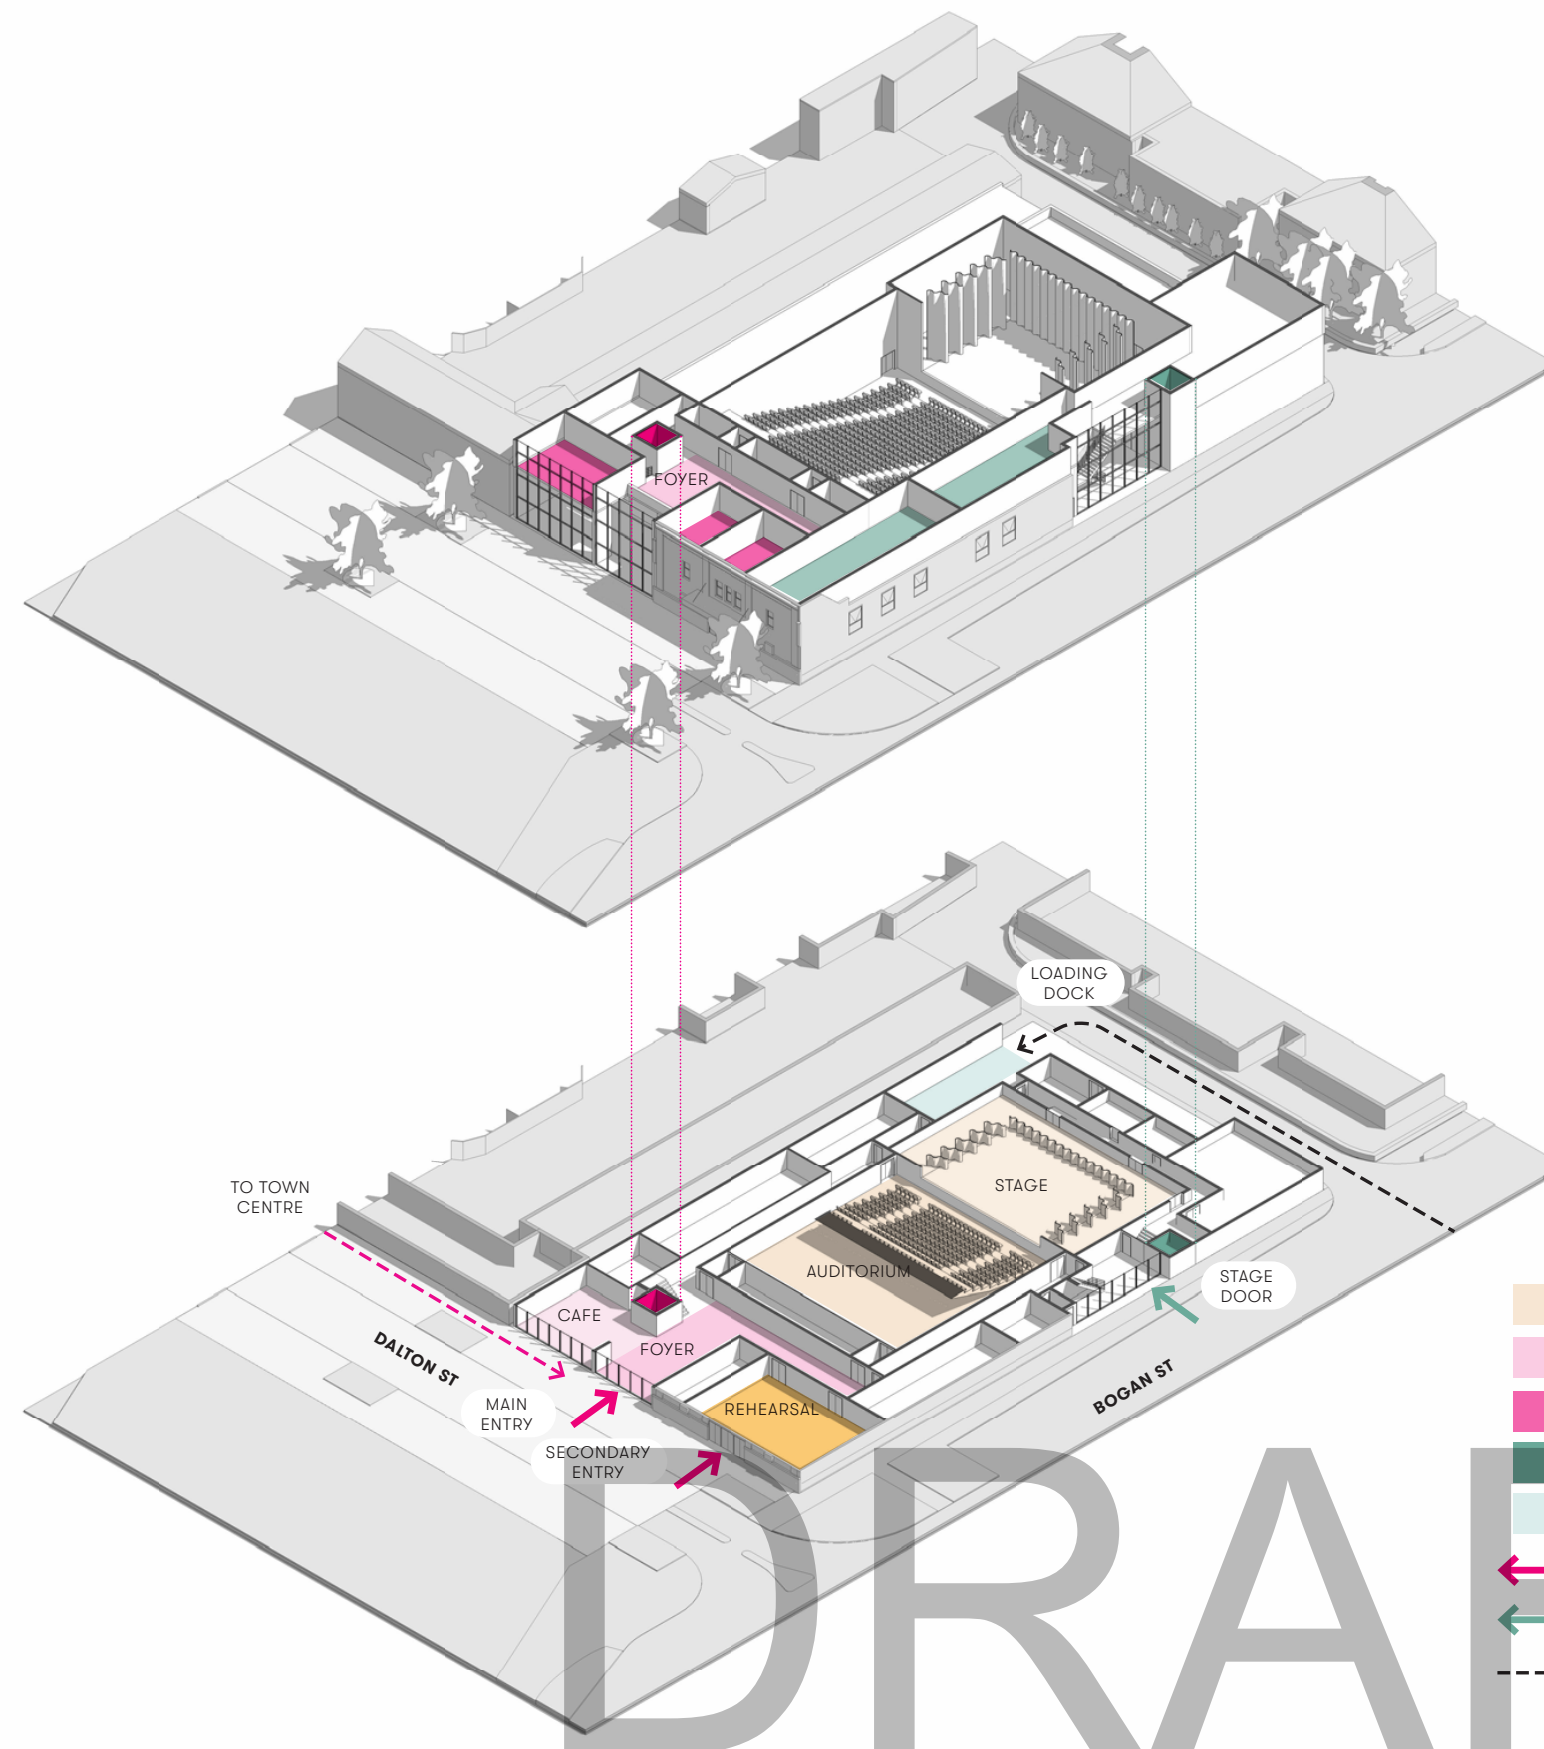 FOYER
LOADING
DOCK
TO TOWN
CENTRE
STAGE
AUDITORIUM
STAGE
DOOR
CAFE
FOYER
DALTON ST
BOGAN ST
MAIN
ENTRY
REHEARSAL
SECONDARY
ENTRY
DRA